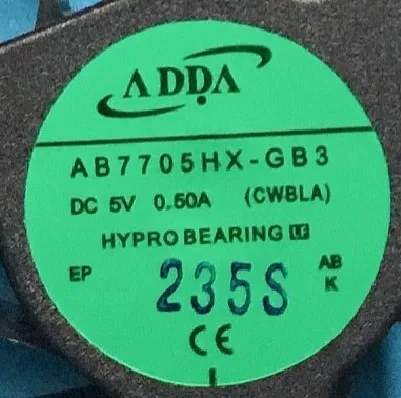 ADDA
AB7705HX-GB3
DC 5V 0.50A (CWBLA)
HYPRO BEARING LF
EP 235S AB
K
CE